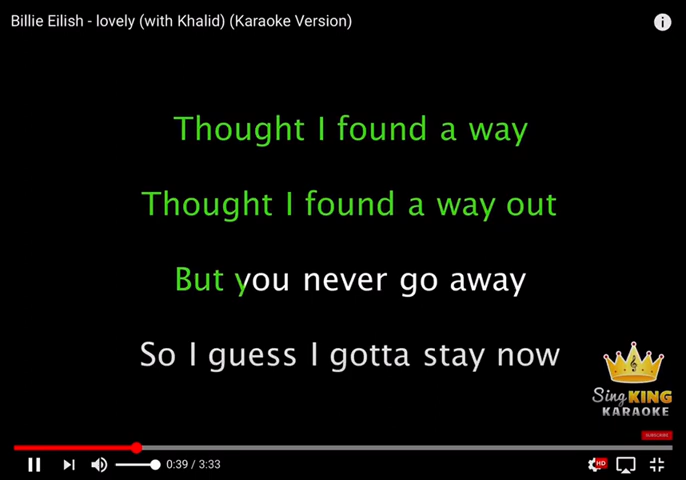 Billie Eilish - lovely (with Khalid) (Karaoke Version)
Thought I found a way
Thought I found a way out
But you never go away
So I guess I gotta stay now
Sing KING
KARAOKE
SUBSCRIBE
0:39 / 3:33
HD